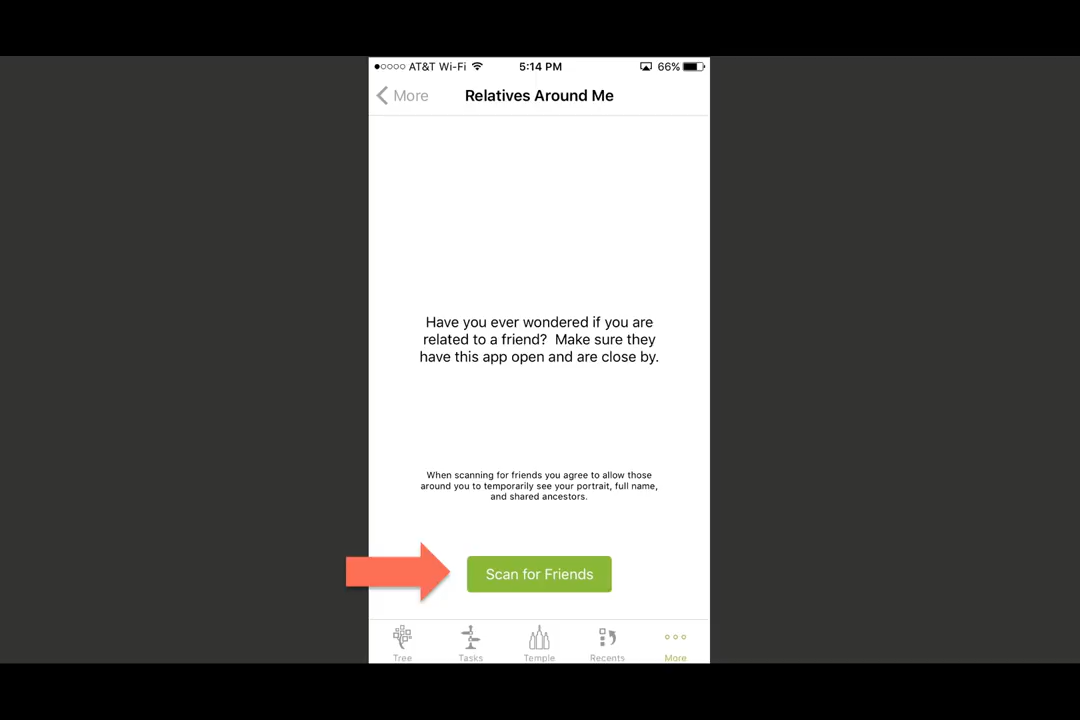 AT&T Wi-Fi 5:14 PM 66%
More Relatives Around Me
Have you ever wondered if you are
related to a friend?  Make sure they
have this app open and are close by.
When scanning for friends you agree to allow those
around you to temporarily see your portrait, full name,
and shared ancestors.
Scan for Friends
Tree Tasks Temple Recents More